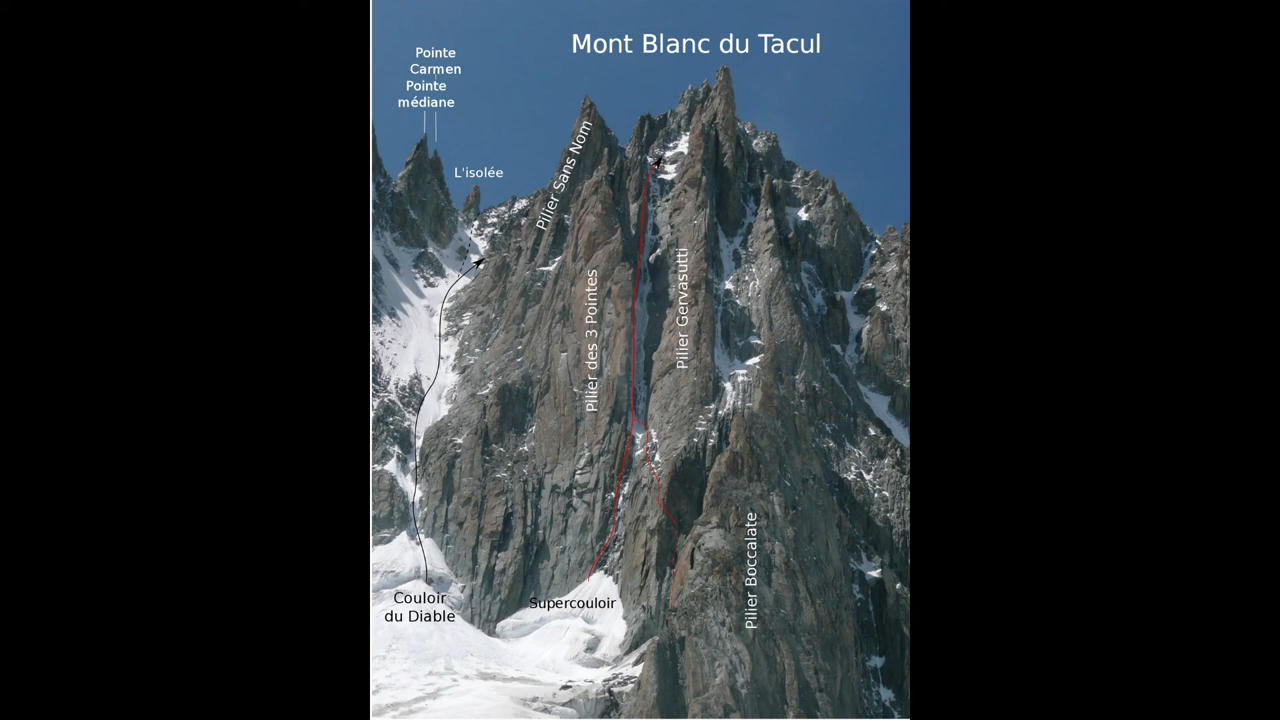 Mont Blanc du Tacul
Pointe
Carmen
Pointe
médiane
L'isolée
Pilier Sans Nom
Pilier des 3 Pointes
Pilier Gervasutti
Pilier Boccalate
Couloir
du Diable
Supercouloir